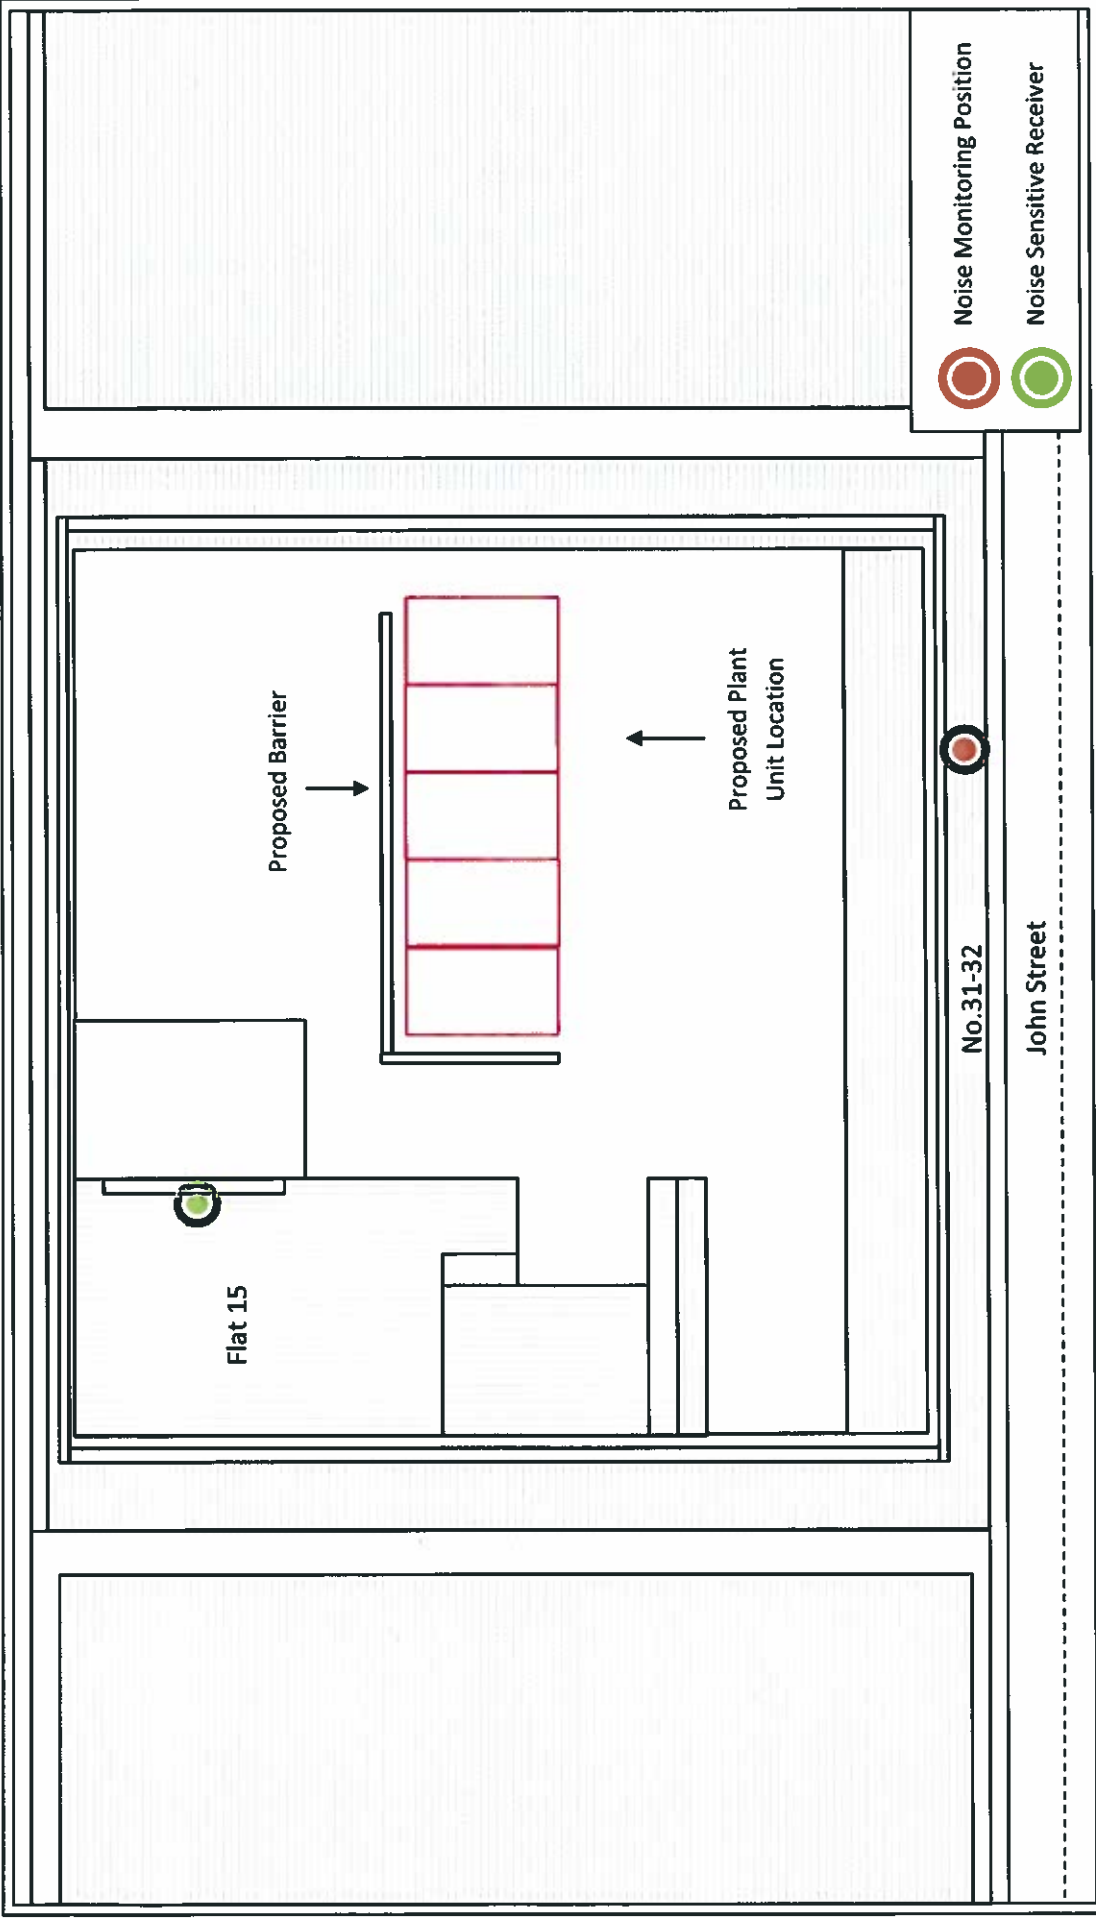 Flat 15
Proposed Barrier
Proposed Plant
Unit Location
No.31-32
John Street
Noise Monitoring Position
Noise Sensitive Receiver